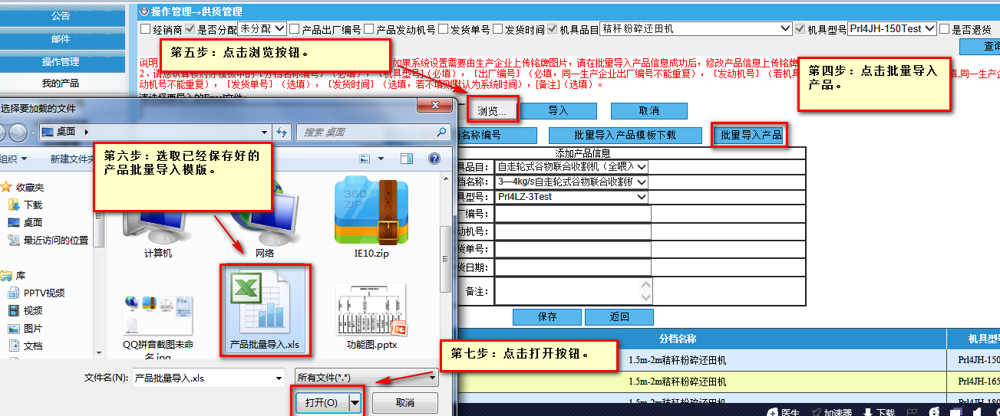 公告
邮件
操作管理
我的产品
操作管理→供货管理
经销商 是否分配 未分配 产品出厂编号 产品发动机号 发货单号 发货时间 机具品目 秸秆粉碎还田机 机具型号 Prl4JH-150Test 是否退货
查询
第五步：点击浏览按钮。
第四步：点击批量导入
产品。
说明
如果系统设置需要由生产企业上传铭牌图片，请在批量导入产品信息成功后，修改产品信息上传铭牌
2、请您认真核对好模板中的 [分档名称编号] （必填），[机具型号]（必填）， [出厂编号] （必填，同一生产企业出厂编号不能重复），[发动机号] （若机具
填,同一生产企
动机号不能重复），[发货单号] （选填），[发货时间] （选填，若不填则默认为系统时间），[备注]（选填）。
请选择要导入的Excel文件：
浏览...
导入
取消
名称编号
批量导入产品模板下载
批量导入产品
添加产品信息
具品目：
自走轮式谷物联合收割机（全喂入
档名称：
3—4kg/s自走轮式谷物联合收割机
具型号：
Prl4LZ-3Test
厂编号：
动机号：
货单号：
货日期：
备注：
保存
返回
分档名称
机具型号
1.5m-2m秸秆粉碎还田机
Prl4JH-150
1.5m-2m秸秆粉碎还田机
Prl4JH-165
1.5m-2m秸秆粉碎还田机
Prl4JH-180
选择要加载的文件
桌面
搜索 桌面
组织
新建文件夹
第六步：选取已经保存好的
产品批量导入模版。
收藏夹
下载
桌面
最近访问的位置
库
PPTV视频
视频
图片
文档
计算机
网络
360
ZIP
IE10.zip
产品批量导入.xls
QQ拼音截图未命
名.jpg
功能图.pptx
第七步：点击打开按钮。
文件名(N):
产品批量导入.xls
所有文件(*.*)
打开(O)
取消
医生
加速器
下载